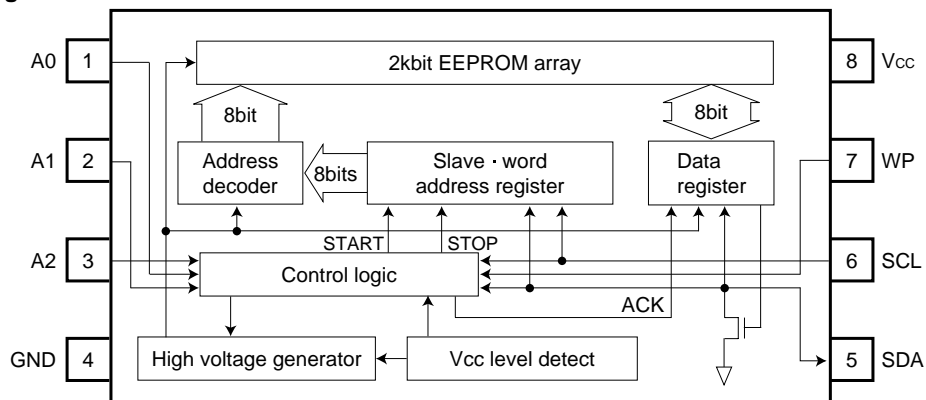 g
A0 1
2kbit EEPROM array
8 Vcc
8bit
8bit
A1 2
Address
decoder
8bits
Slave · word
address register
Data
register
7 WP
START
STOP
A2 3
Control logic
6 SCL
ACK
GND 4
High voltage generator
Vcc level detect
5 SDA